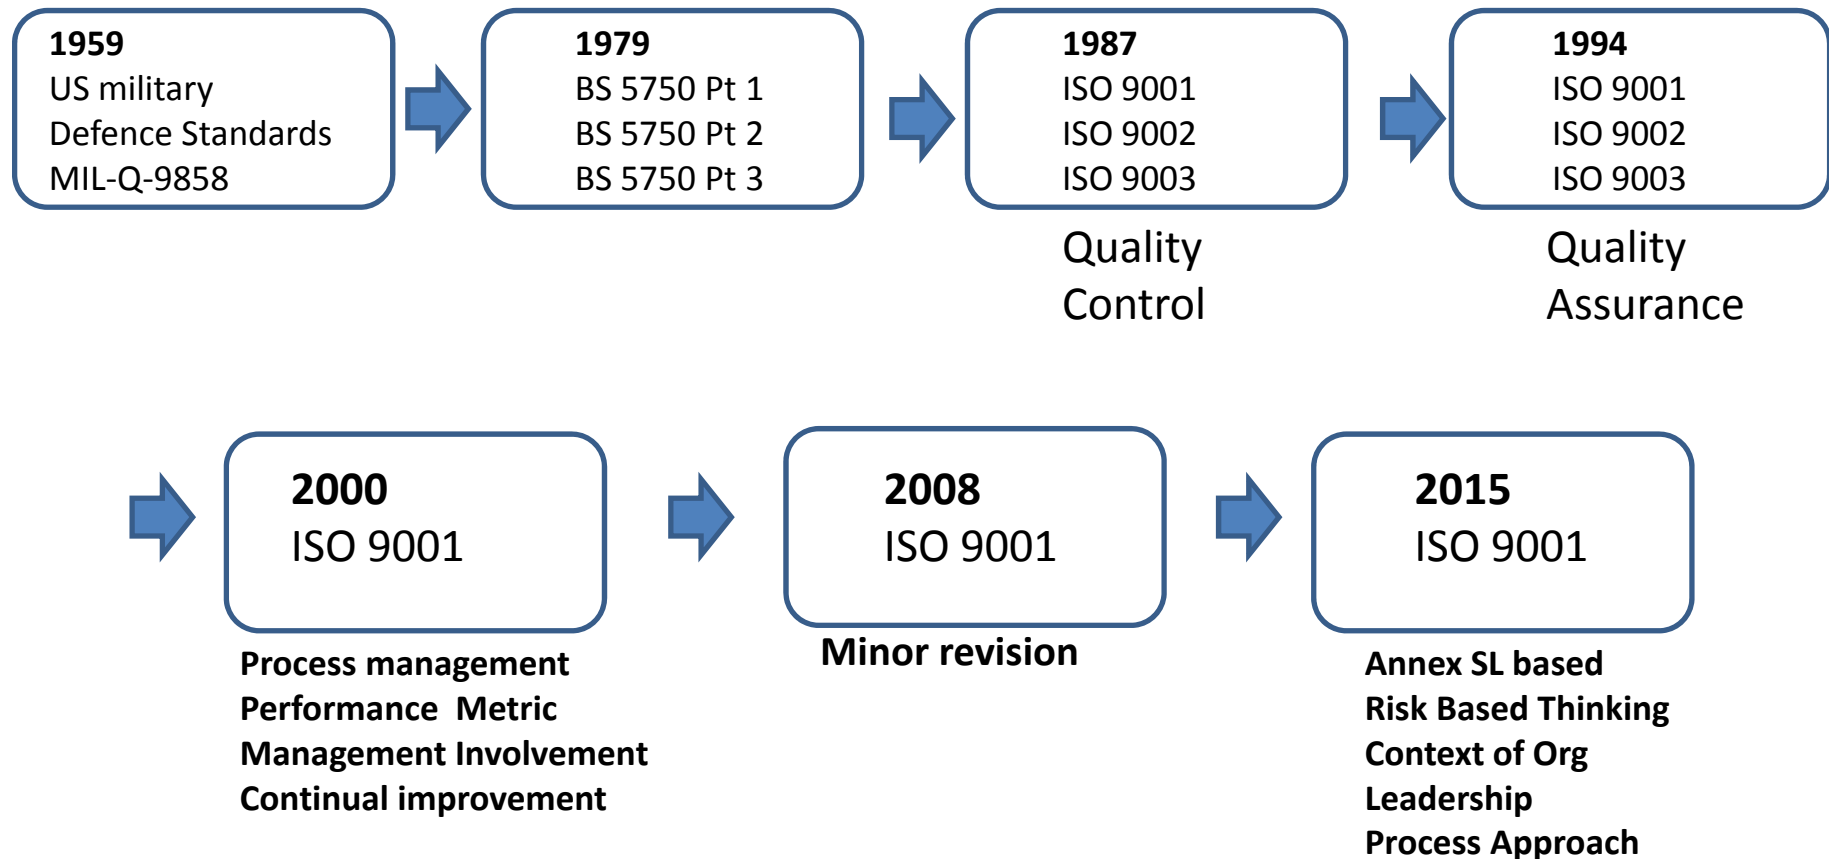 1959
US military
Defence Standards
MIL-Q-9858
1979
BS 5750 Pt 1
BS 5750 Pt 2
BS 5750 Pt 3
1987
ISO 9001
ISO 9002
ISO 9003
Quality
Control
1994
ISO 9001
ISO 9002
ISO 9003
Quality
Assurance
2000
ISO 9001
Process management
Performance Metric
Management Involvement
Continual improvement
2008
ISO 9001
Minor revision
2015
ISO 9001
Annex SL based
Risk Based Thinking
Context of Org
Leadership
Process Approach